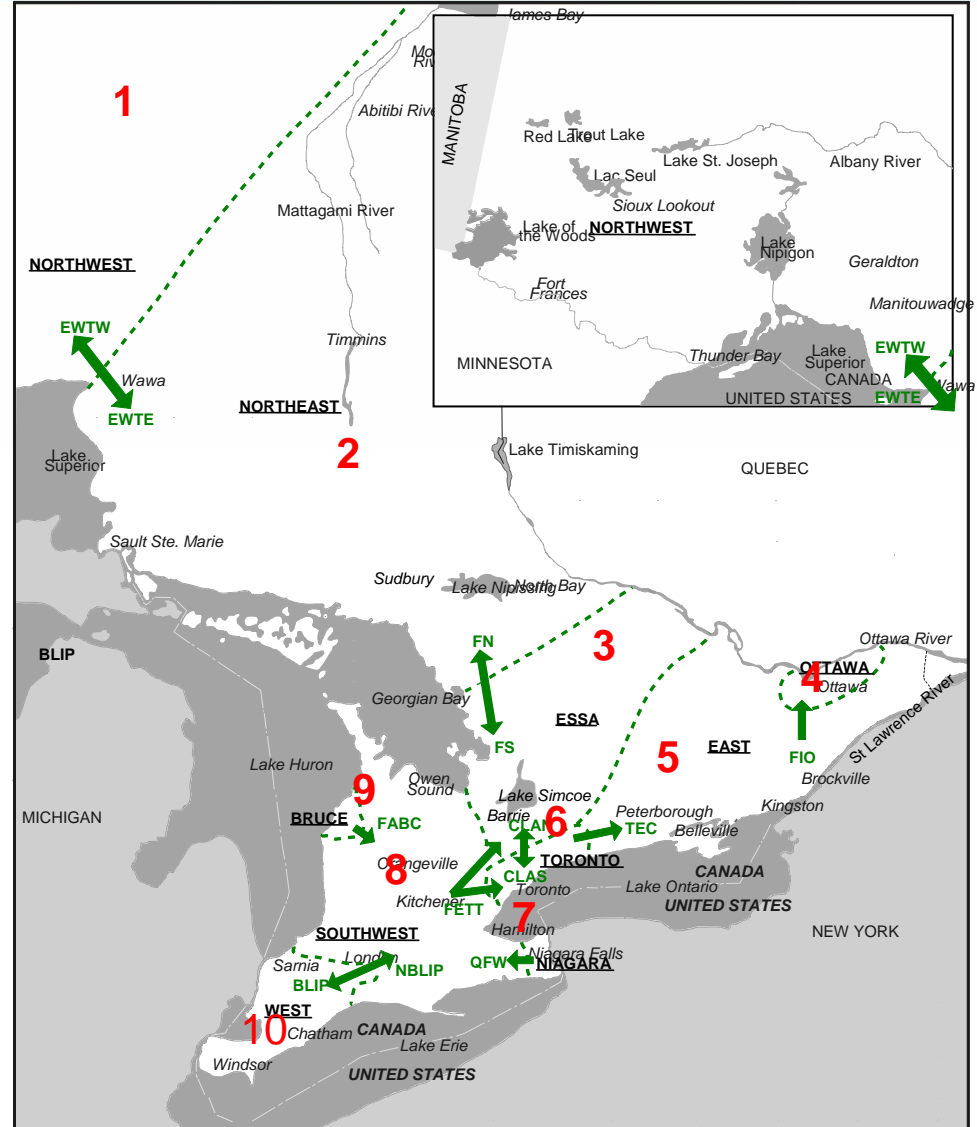 James Bay
1
Abitibi River
MANITOBA
Red Lake
Trout Lake
Lake St. Joseph
Albany River
Lac Seul
Sioux Lookout
Mattagami River
Lake of
the Woods
NORTHWEST
Lake
Nipigon
NORTHWEST
Geraldton
Fort
Frances
Manitouwadge
EWTW
Timmins
MINNESOTA
Thunder Bay
Lake
Superior
EWTW
CANADA
Wawa
Wawa
UNITED STATES
EWTE
NORTHEAST
EWTE
2
Lake
Superior
Lake Timiskaming
QUEBEC
Sault Ste. Marie
Sudbury
Lake Nipissing
North Bay
3
FN
Ottawa River
BLIP
OTTAWA
4
Ottawa
Georgian Bay
ESSA
St Lawrence River
FS
EAST
5
FIO
Lake Huron
Owen
Sound
Brockville
9
Lake Simcoe
Kingston
MICHIGAN
BRUCE
FABC
Barrie
6
Peterborough
CLAN
TEC
Belleville
Orangeville
8
TORONTO
CANADA
CLAS
Toronto
Lake Ontario
Kitchener
FETT
UNITED STATES
7
SOUTHWEST
Hamilton
NEW YORK
London
Niagara Falls
Sarnia
NBLIP
QFW
NIAGARA
BLIP
WEST
10
Chatham
CANADA
Lake Erie
Windsor
UNITED STATES